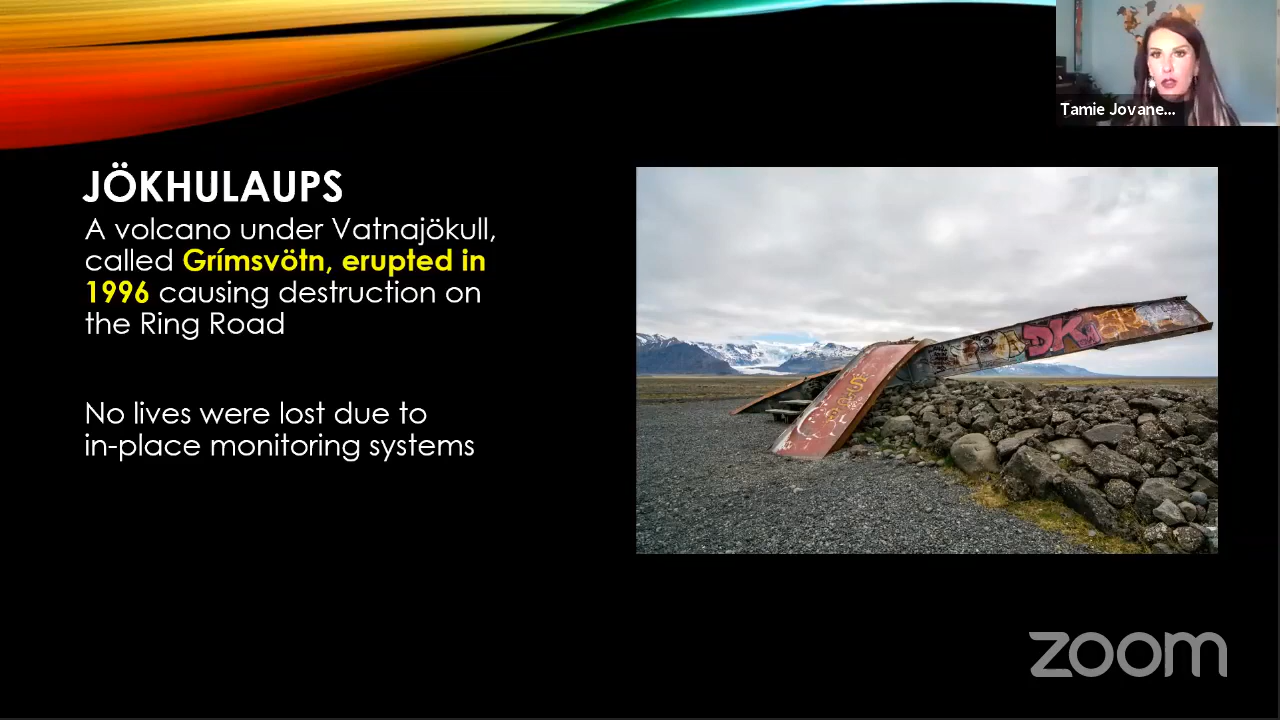 Tamie Jovane...
JÖKHULAUPS
A volcano under Vatnajökull,
called Grímsvötn, erupted in
1996 causing destruction on
the Ring Road
No lives were lost due to
in-place monitoring systems
DK
zoom